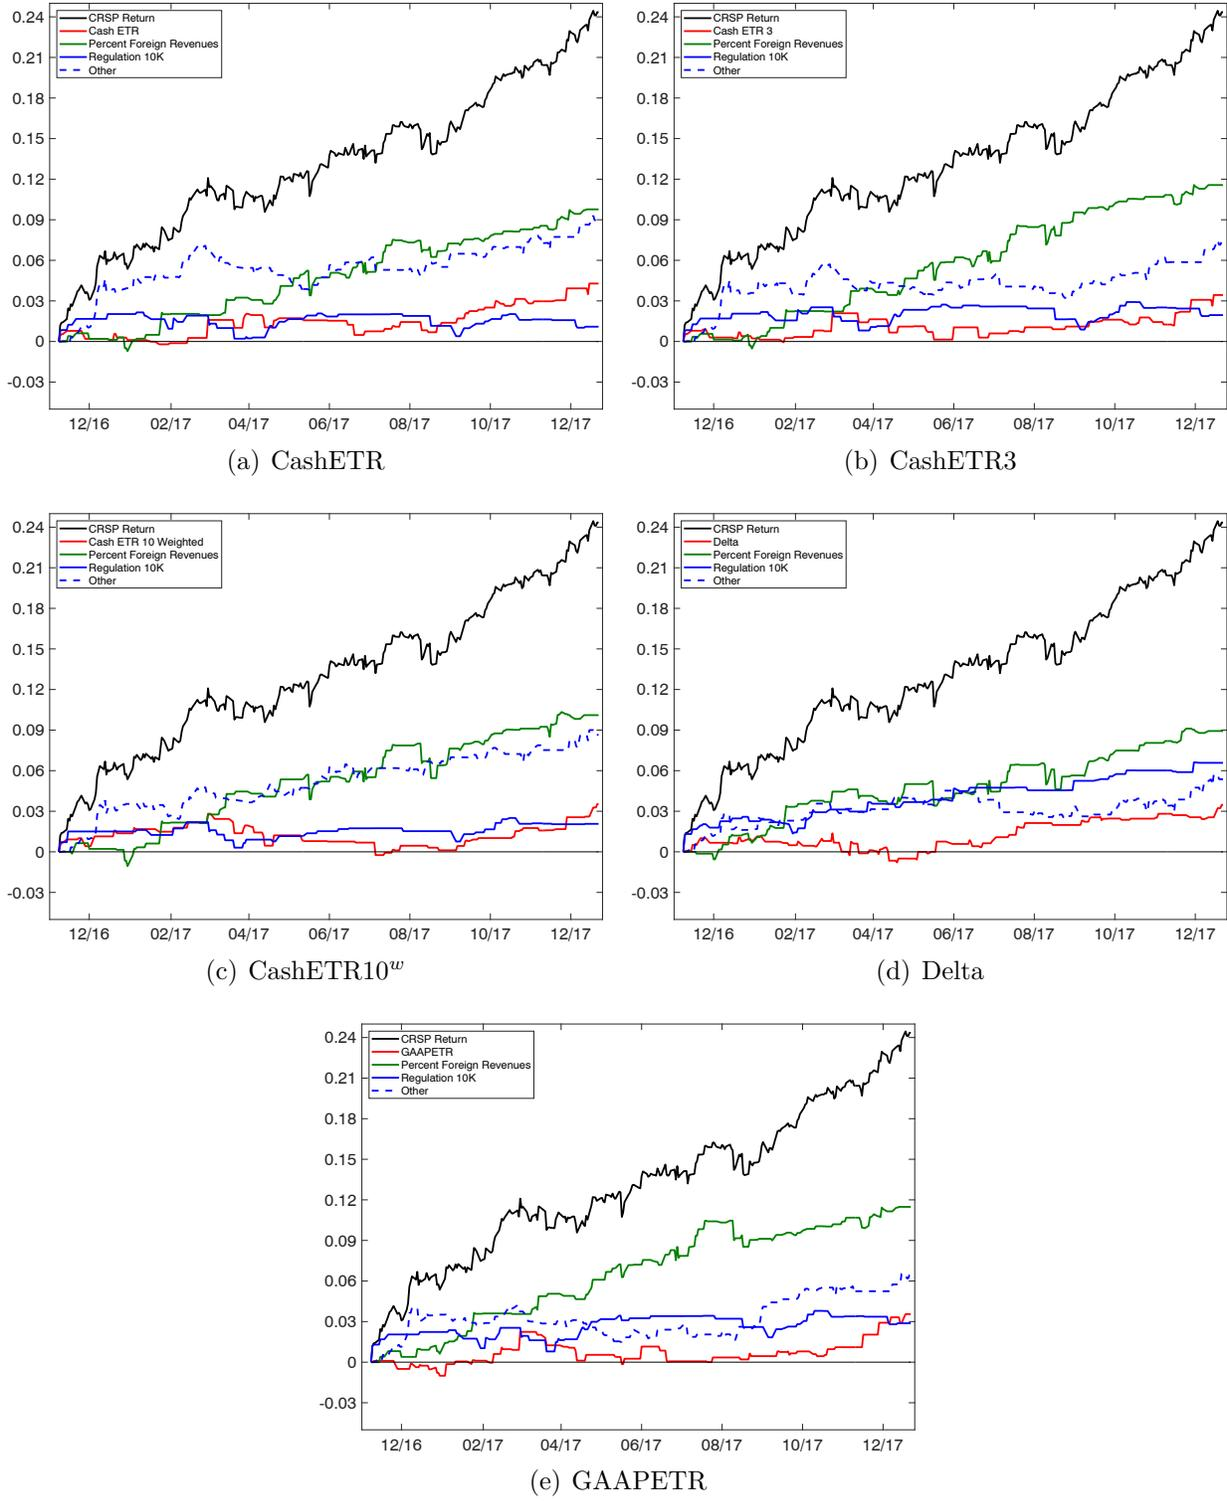 CRSP Return
Cash ETR
Percent Foreign Revenues
Regulation 10K
Other
0.24
0.21
0.18
0.15
0.12
0.09
0.06
0.03
0
-0.03
12/16 02/17 04/17 06/17 08/17 10/17 12/17
(a) CashETR
CRSP Return
Cash ETR 3
Percent Foreign Revenues
Regulation 10K
Other
0.24
0.21
0.18
0.15
0.12
0.09
0.06
0.03
0
-0.03
12/16 02/17 04/17 06/17 08/17 10/17 12/17
(b) CashETR3
CRSP Return
Cash ETR 10 Weighted
Percent Foreign Revenues
Regulation 10K
Other
0.24
0.21
0.18
0.15
0.12
0.09
0.06
0.03
0
-0.03
12/16 02/17 04/17 06/17 08/17 10/17 12/17
(c) CashETR10^w
CRSP Return
Delta
Percent Foreign Revenues
Regulation 10K
Other
0.24
0.21
0.18
0.15
0.12
0.09
0.06
0.03
0
-0.03
12/16 02/17 04/17 06/17 08/17 10/17 12/17
(d) Delta
CRSP Return
GAAPETR
Percent Foreign Revenues
Regulation 10K
Other
0.24
0.21
0.18
0.15
0.12
0.09
0.06
0.03
0
-0.03
12/16 02/17 04/17 06/17 08/17 10/17 12/17
(e) GAAPETR